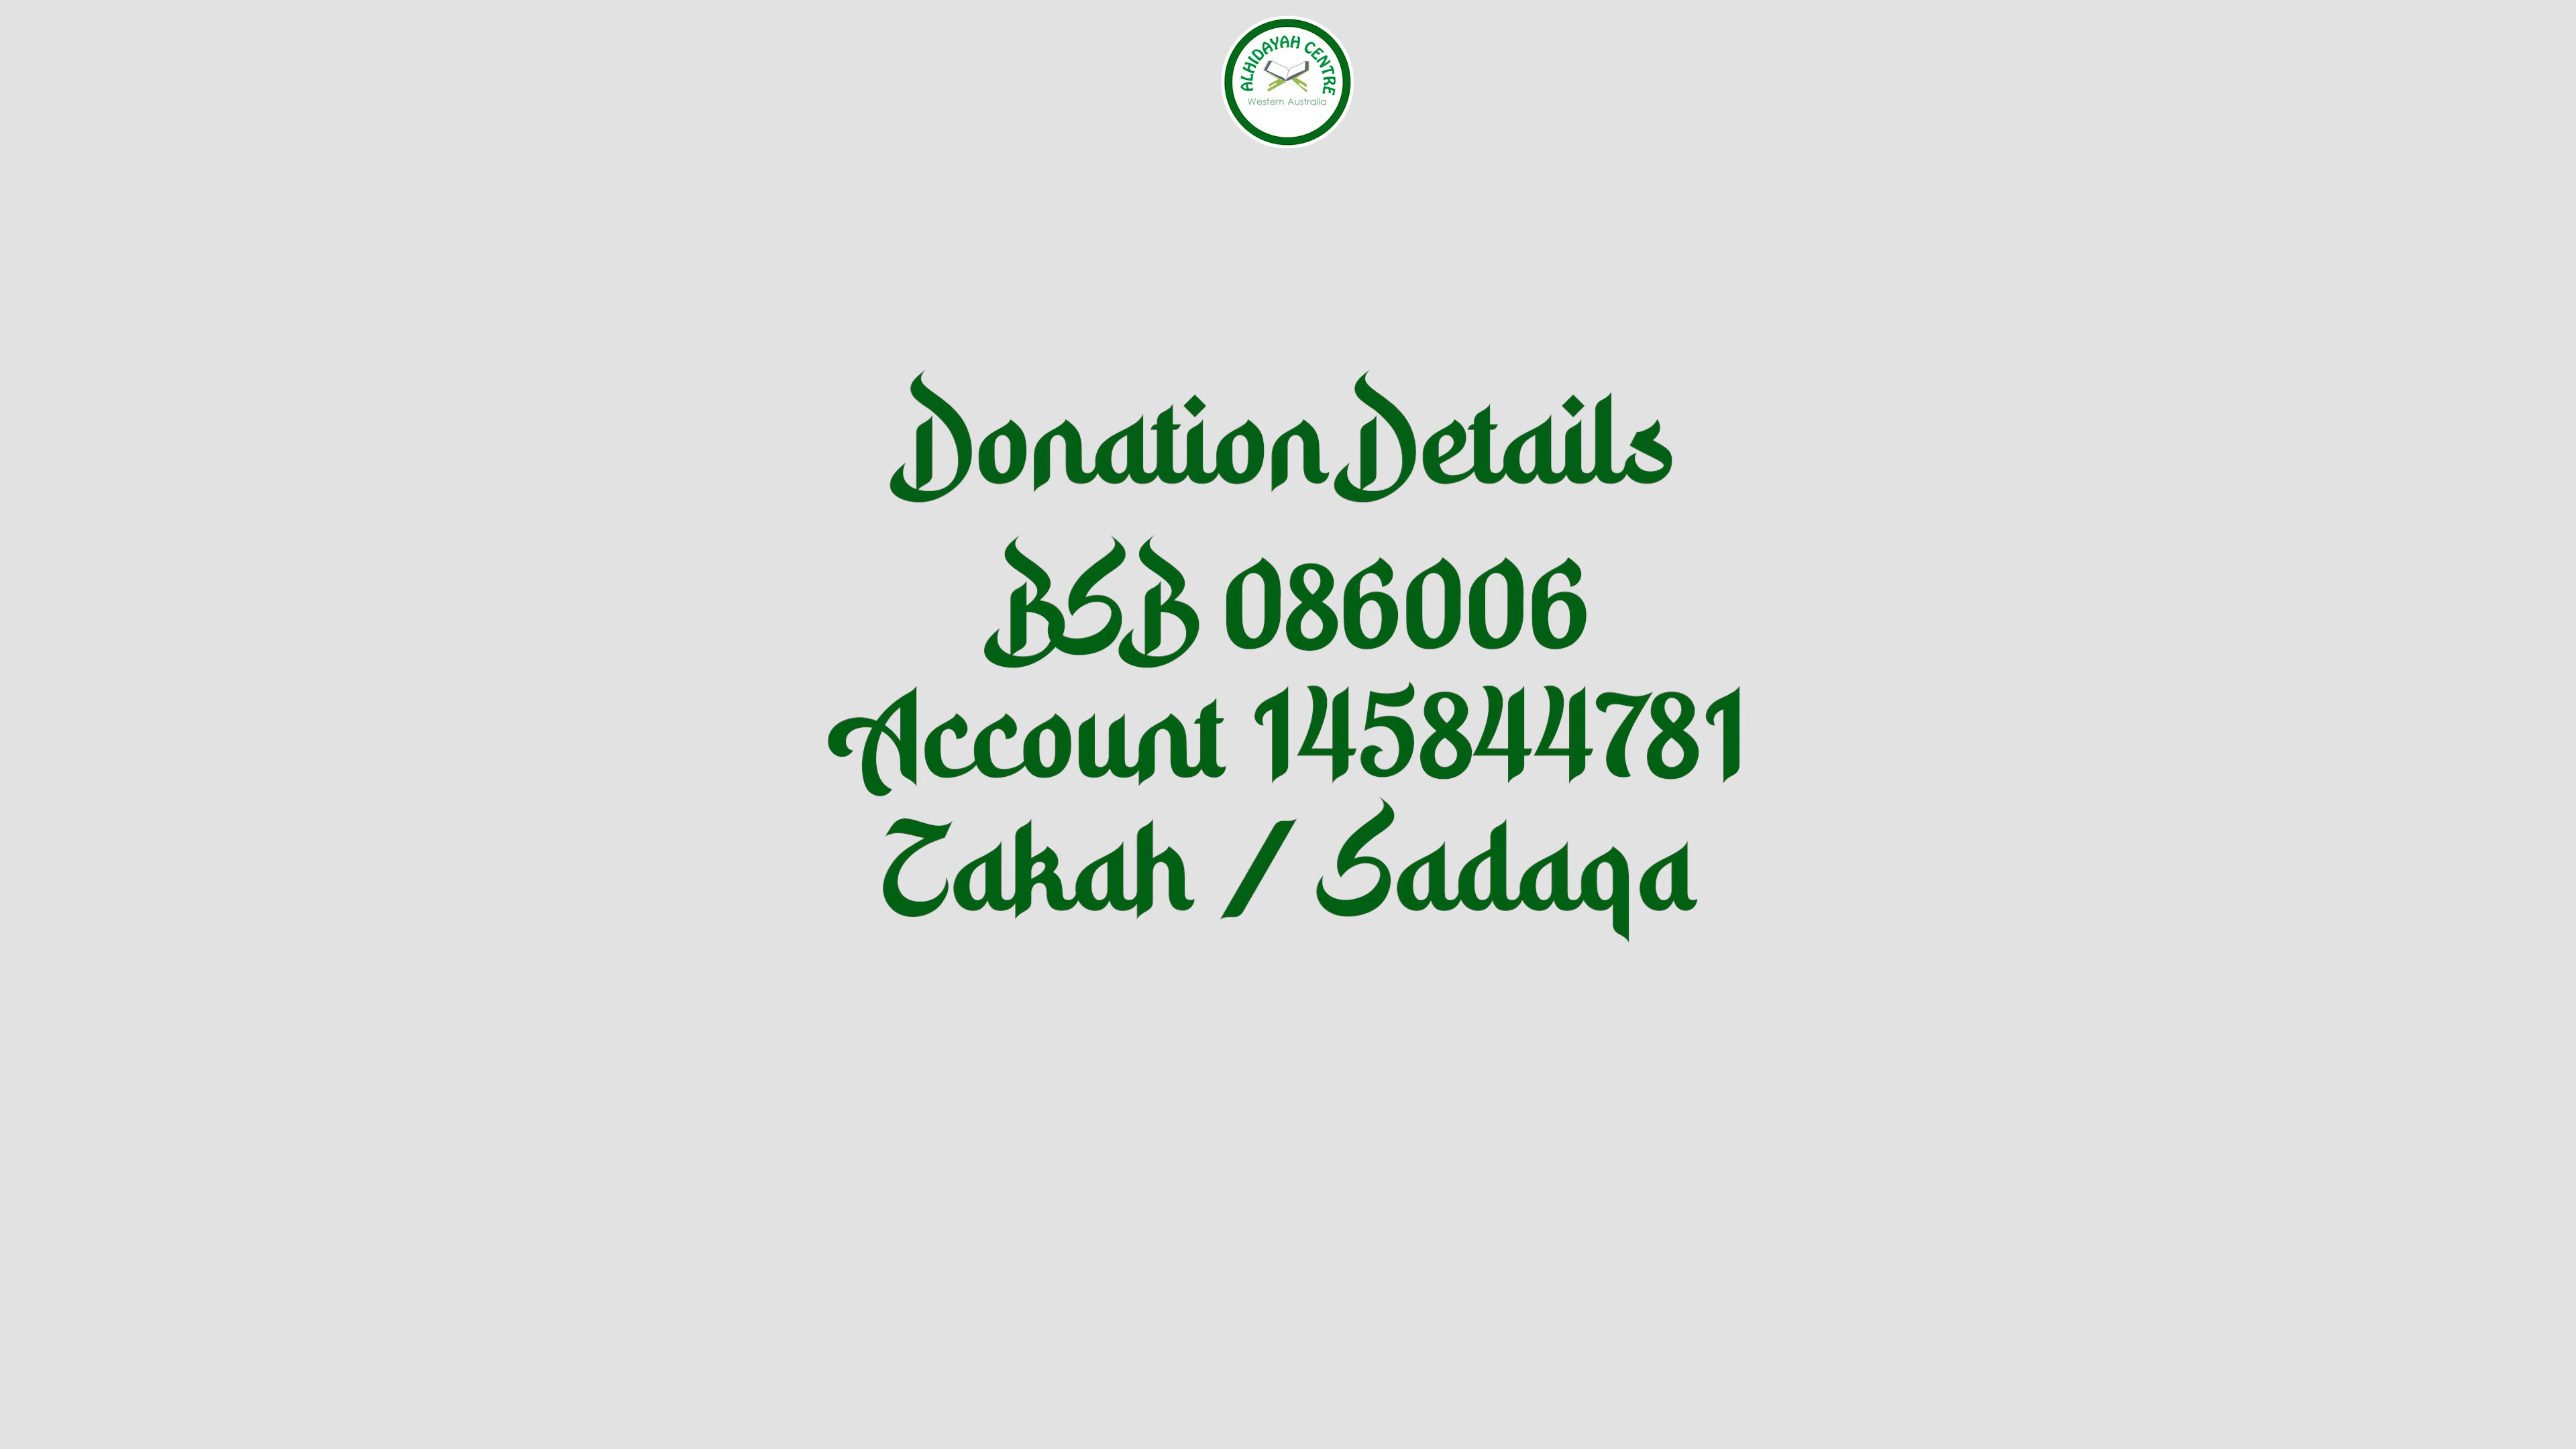 ALHIDAYAH CENTRE
Western Australia
Donation Details
BSB 086006
Account 145844781
Zakah / Sadaqa